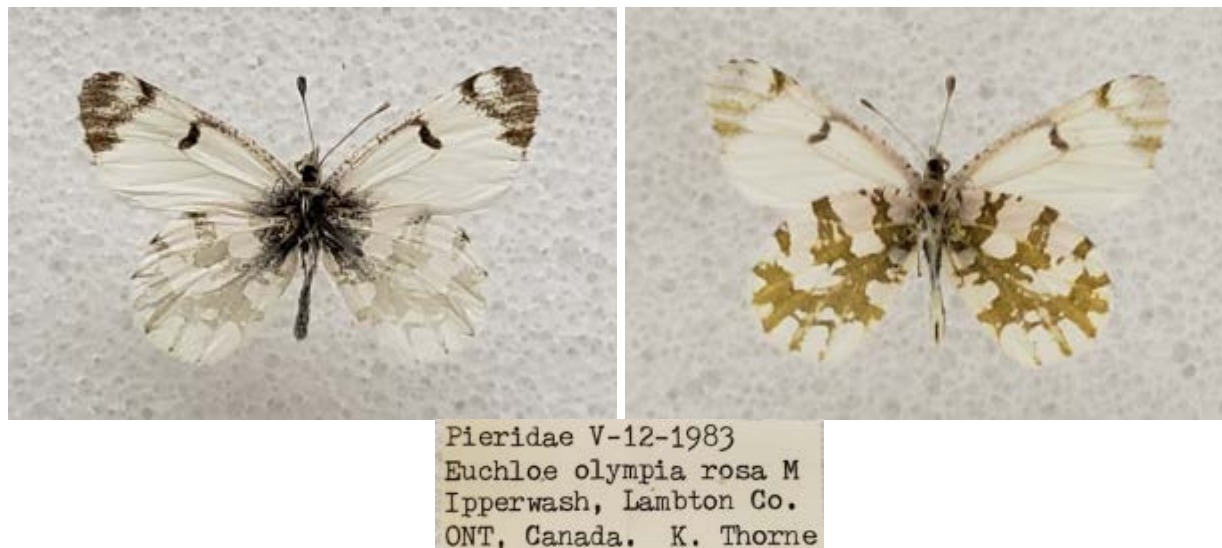 Pieridae V-12-1983
Euchloe olympia rosa M
Ipperwash, Lambton Co.
ONT, Canada.  K. Thorne